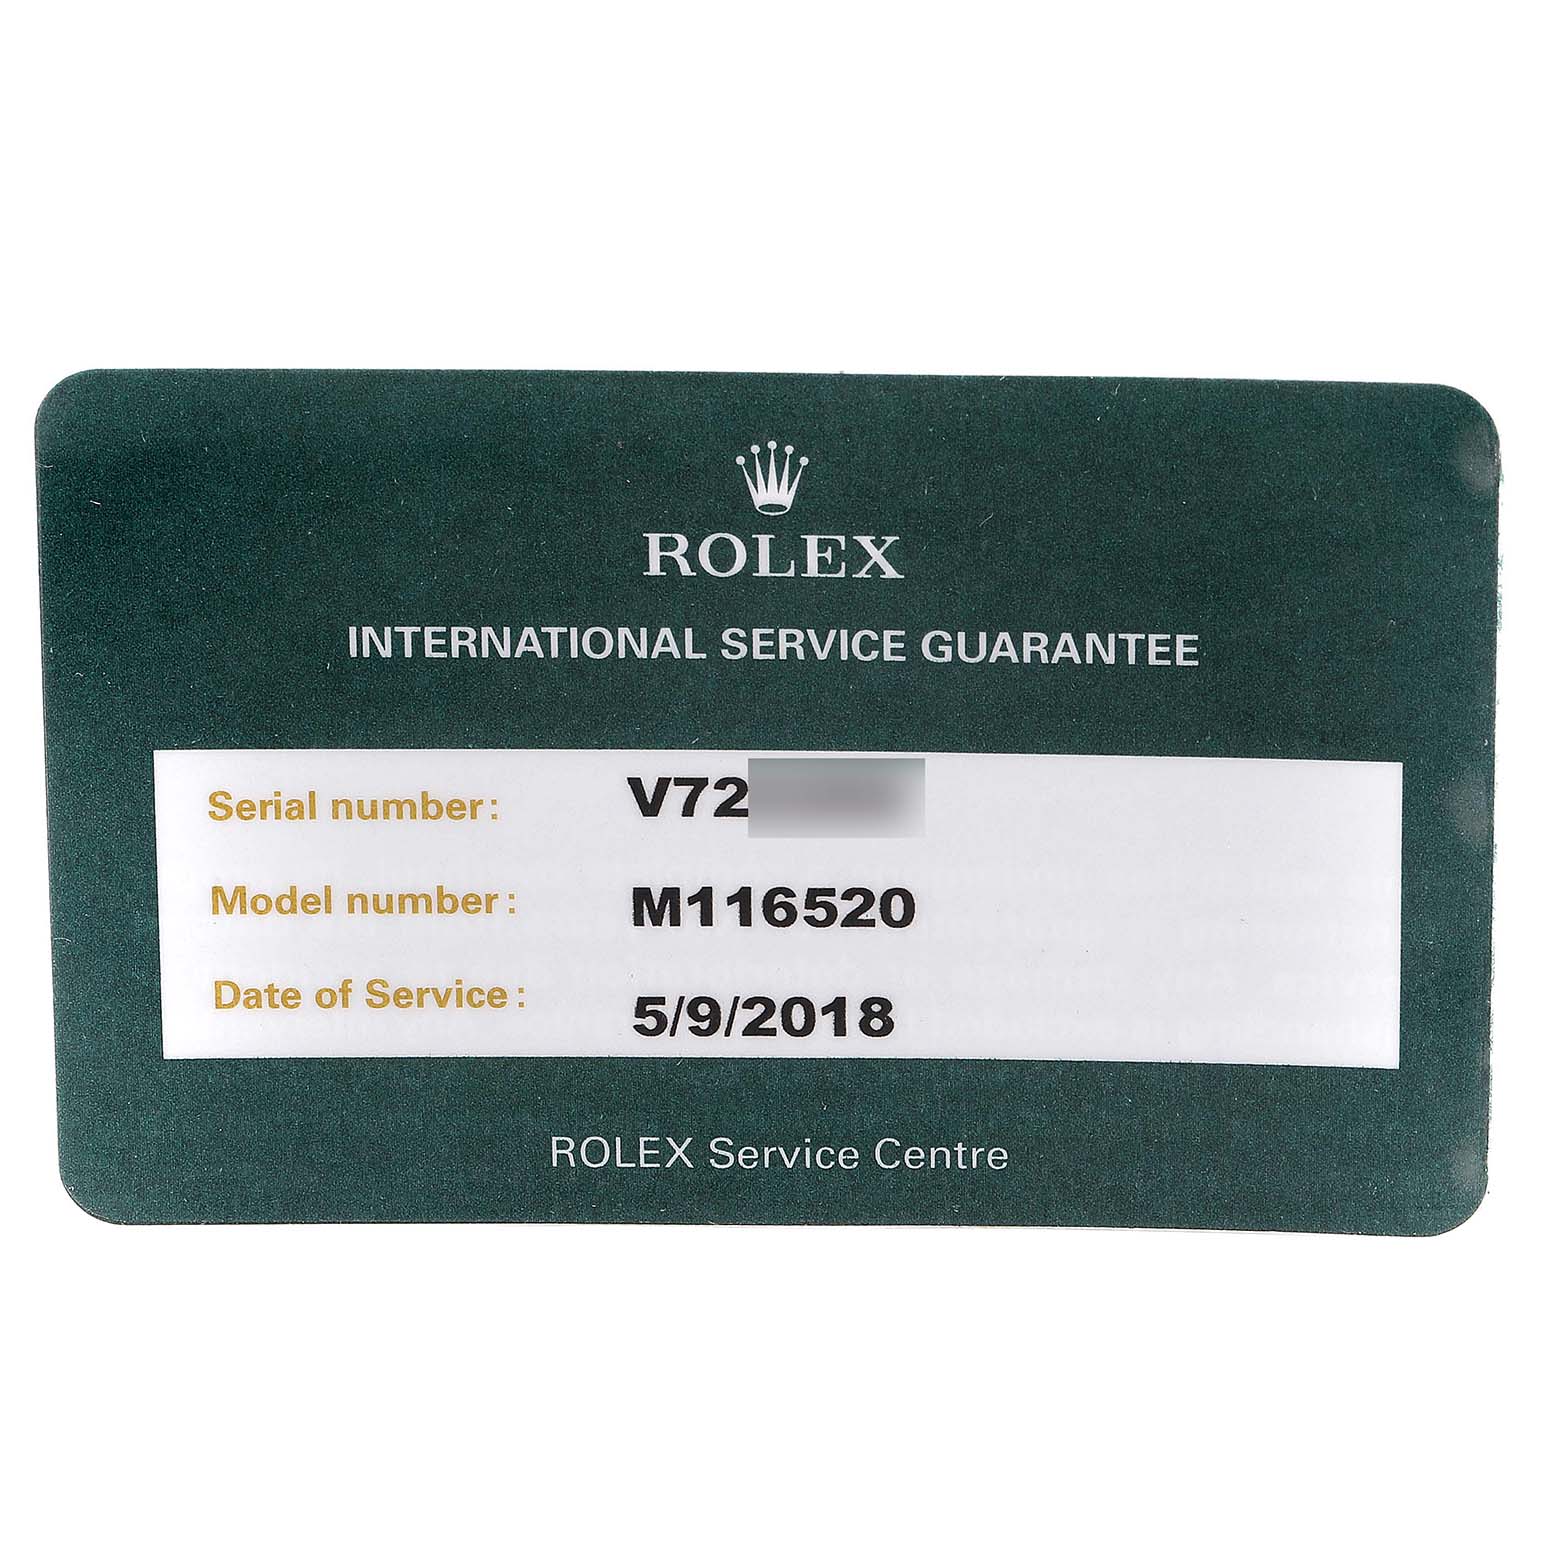 ROLEX
INTERNATIONAL SERVICE GUARANTEE
Serial number: V72
Model number: M116520
Date of Service: 5/9/2018
ROLEX Service Centre